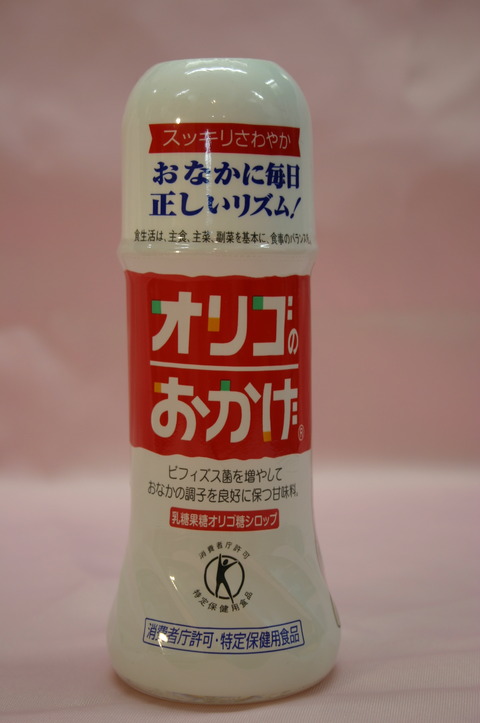 スッキリさわやか
おなかに毎日
正しいリズム!
食生活は、主食、主菜、副菜を基本に、食事のバランスを。
オリゴの
おかげ®
ビフィズス菌を増やして
おなかの調子を良好に保つ甘味料。
乳糖果糖オリゴ糖シロップ
消費者庁許可
特定保健用食品
消費者庁許可・特定保健用食品